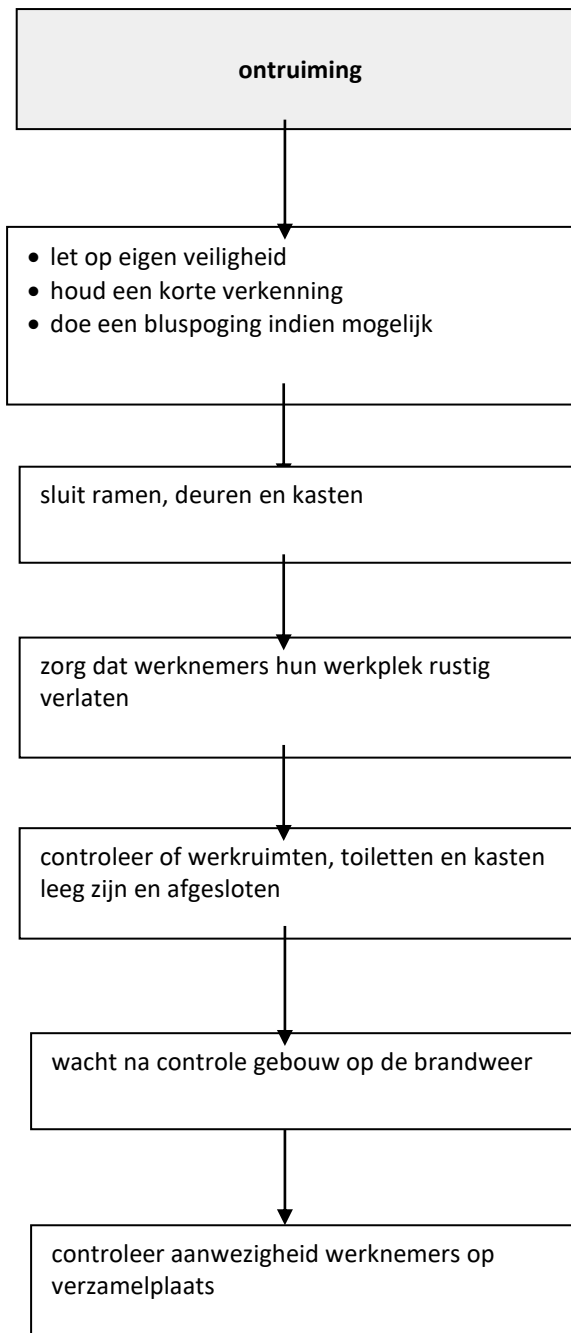 ontruiming
• let op eigen veiligheid
• houd een korte verkenning
• doe een bluspoging indien mogelijk
sluit ramen, deuren en kasten
zorg dat werknemers hun werkplek rustig
verlaten
controleer of werkruimten, toiletten en kasten
leeg zijn en afgesloten
wacht na controle gebouw op de brandweer
controleer aanwezigheid werknemers op
verzamelplaats